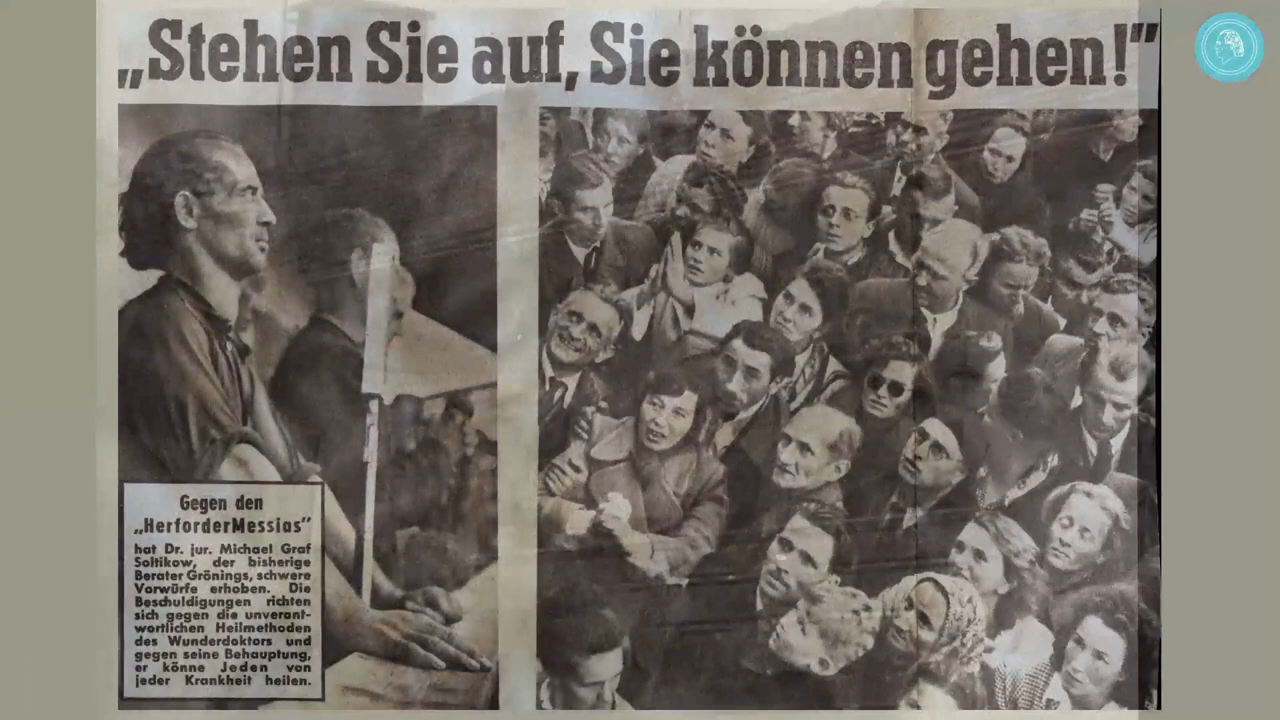 „Stehen Sie auf, Sie können gehen!”
Gegen den
„Herforder Messias”
hat Dr. jur. Michael Graf
Soltikow, der bisherige
Berater Grönings, schwere
Vorwürfe erhoben. Die
Beschuldigungen richten
sich gegen die unverant-
wortlichen Heilmethoden
des Wunderdoktors und
gegen seine Behauptung,
er könne Jeden von
jeder Krankheit heilen.